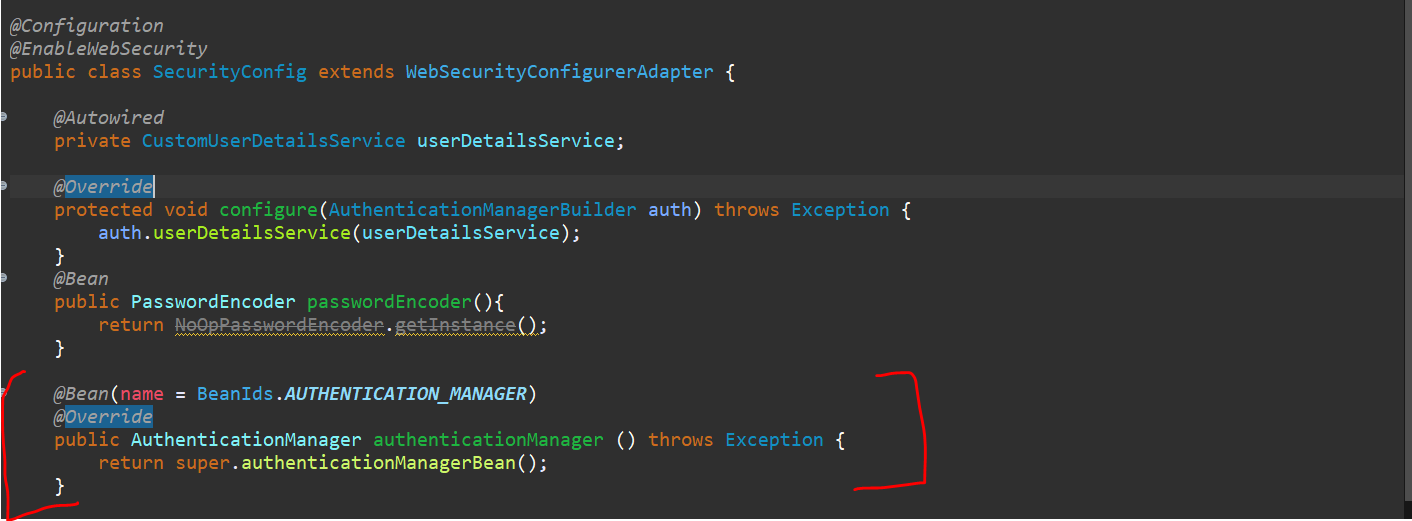 @Configuration
@EnableWebSecurity
public class SecurityConfig extends WebSecurityConfigurerAdapter {
@Autowired
private CustomUserDetailsService userDetailsService;
@Override
protected void configure(AuthenticationManagerBuilder auth) throws Exception {
auth.userDetailsService(userDetailsService);
}
@Bean
public PasswordEncoder passwordEncoder(){
return NoOpPasswordEncoder.getInstance();
}
@Bean(name = BeanIds.AUTHENTICATION_MANAGER)
@Override
public AuthenticationManager authenticationManager () throws Exception {
return super.authenticationManagerBean();
}